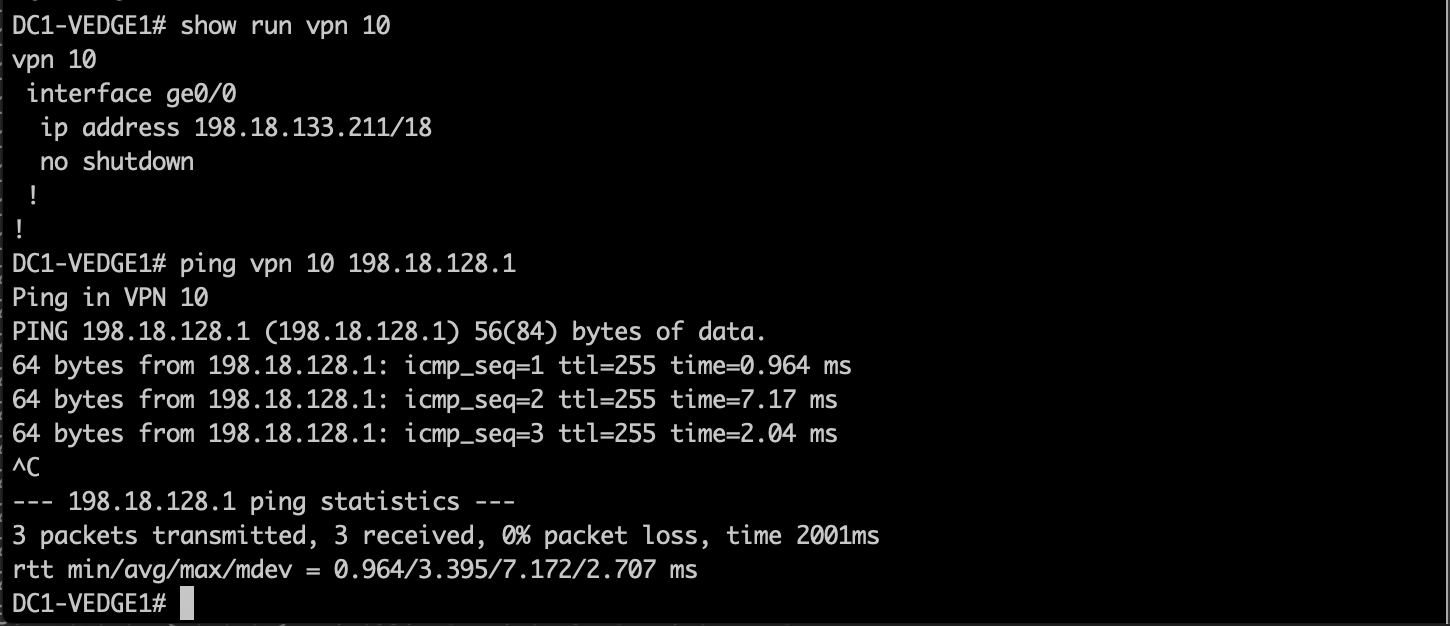 DC1-VEDGE1# show run vpn 10
vpn 10
 interface ge0/0
  ip address 198.18.133.211/18
  no shutdown
 !
!
DC1-VEDGE1# ping vpn 10 198.18.128.1
Ping in VPN 10
PING 198.18.128.1 (198.18.128.1) 56(84) bytes of data.
64 bytes from 198.18.128.1: icmp_seq=1 ttl=255 time=0.964 ms
64 bytes from 198.18.128.1: icmp_seq=2 ttl=255 time=7.17 ms
64 bytes from 198.18.128.1: icmp_seq=3 ttl=255 time=2.04 ms
^C
--- 198.18.128.1 ping statistics ---
3 packets transmitted, 3 received, 0% packet loss, time 2001ms
rtt min/avg/max/mdev = 0.964/3.395/7.172/2.707 ms
DC1-VEDGE1#